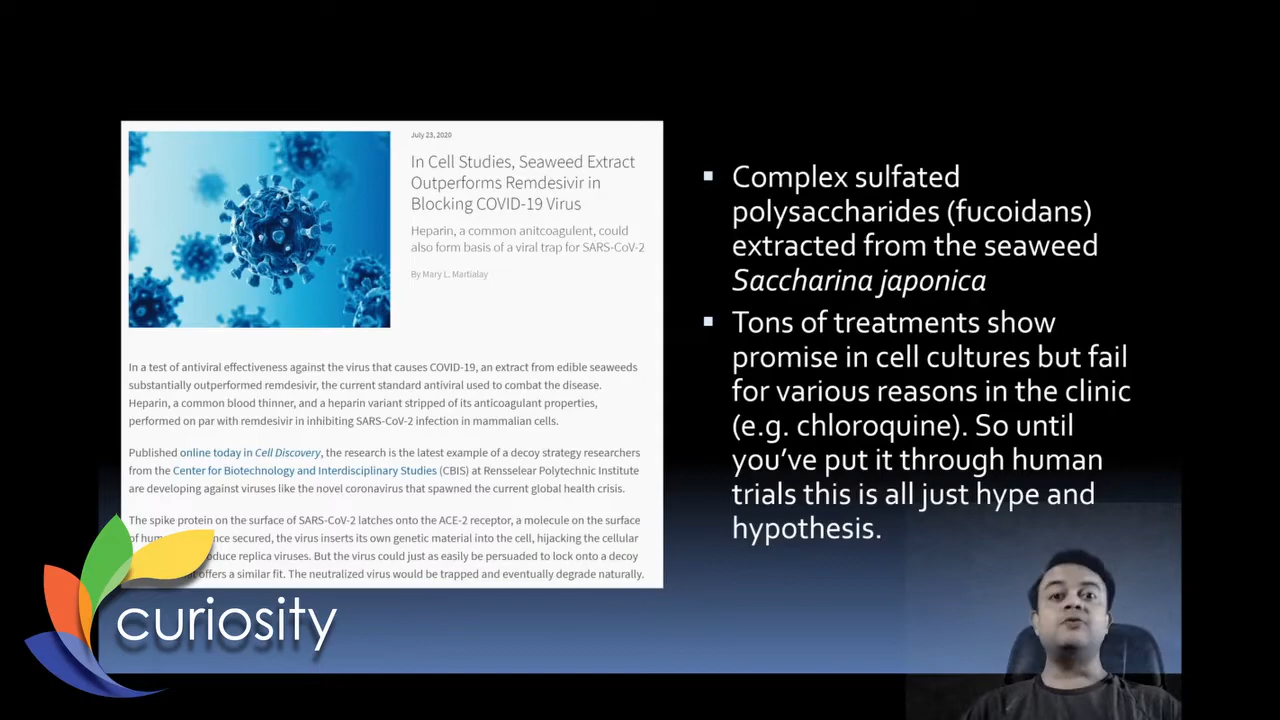 July 23, 2020
In Cell Studies, Seaweed Extract
Outperforms Remdesivir in
Blocking COVID-19 Virus
Heparin, a common anitcoagulent, could
also form basis of a viral trap for SARS-CoV-2
By Mary L. Martialay
In a test of antiviral effectiveness against the virus that causes COVID-19, an extract from edible seaweeds
substantially outperformed remdesivir, the current standard antiviral used to combat the disease.
Heparin, a common blood thinner, and a heparin variant stripped of its anticoagulant properties,
performed on par with remdesivir in inhibiting SARS-CoV-2 infection in mammalian cells.
Published online today in Cell Discovery, the research is the latest example of a decoy strategy researchers
from the Center for Biotechnology and Interdisciplinary Studies (CBIS) at Rensselaer Polytechnic Institute
are developing against viruses like the novel coronavirus that spawned the current global health crisis.
The spike protein on the surface of SARS-CoV-2 latches onto the ACE-2 receptor, a molecule on the surface
of secured, the virus inserts its own genetic material into the cell, hijacking the cellular
replica viruses. But the virus could just as easily be persuaded to lock onto a decoy
offers a similar fit. The neutralized virus would be trapped and eventually degrade naturally.
▪ Complex sulfated
polysaccharides (fucoidans)
extracted from the seaweed
Saccharina japonica
▪ Tons of treatments show
promise in cell cultures but fail
for various reasons in the clinic
(e.g. chloroquine). So until
you've put it through human
trials this is all just hype and
hypothesis.
curiosity